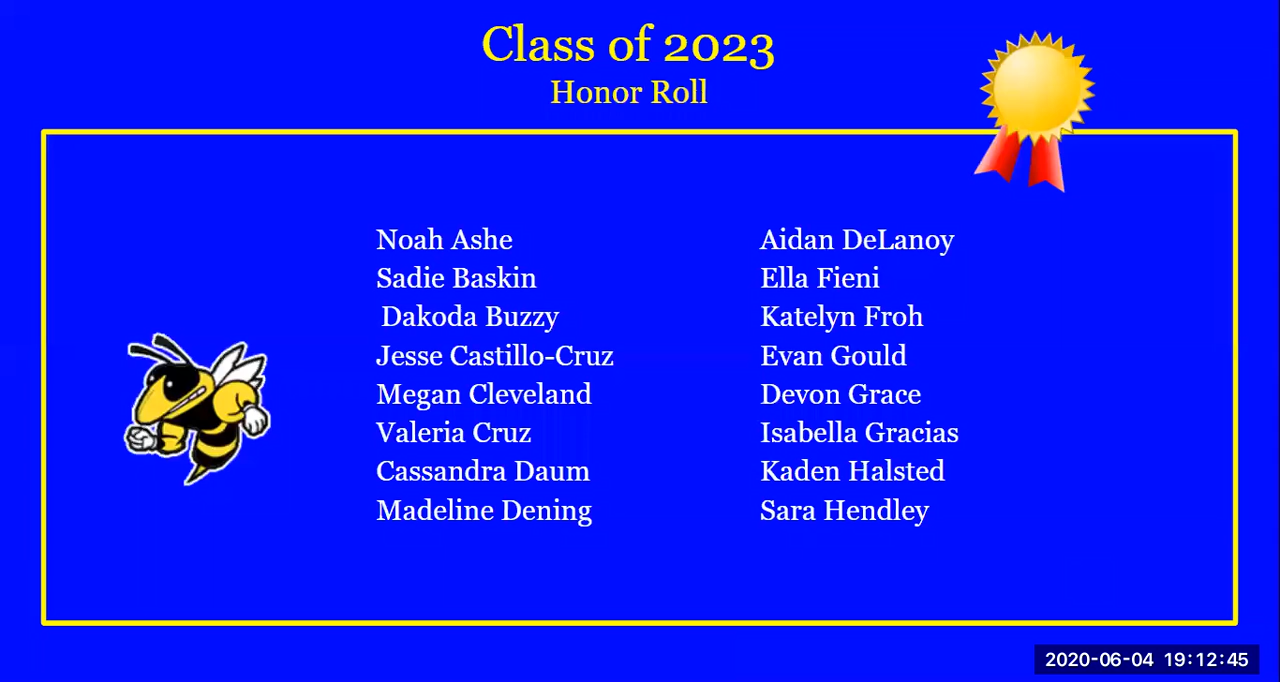 Class of 2023
Honor Roll
Noah Ashe
Sadie Baskin
Dakoda Buzzy
Jesse Castillo-Cruz
Megan Cleveland
Valeria Cruz
Cassandra Daum
Madeline Dening
Aidan DeLanoy
Ella Fieni
Katelyn Froh
Evan Gould
Devon Grace
Isabella Gracias
Kaden Halsted
Sara Hendley
2020-06-04 19:12:45